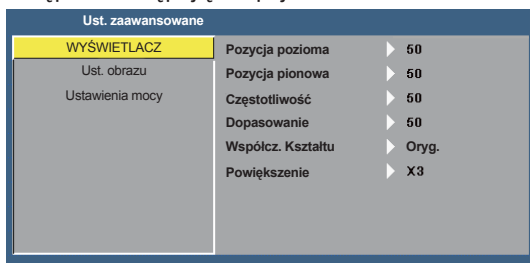 Ust. zaawansowane
WYŚWIETLACZ
Ust. obrazu
Ustawienia mocy
Pozycja pozioma 50
Pozycja pionowa 50
Częstotliwość 50
Dopasowanie 50
Współcz. Kształtu Oryg.
Powiększenie X3